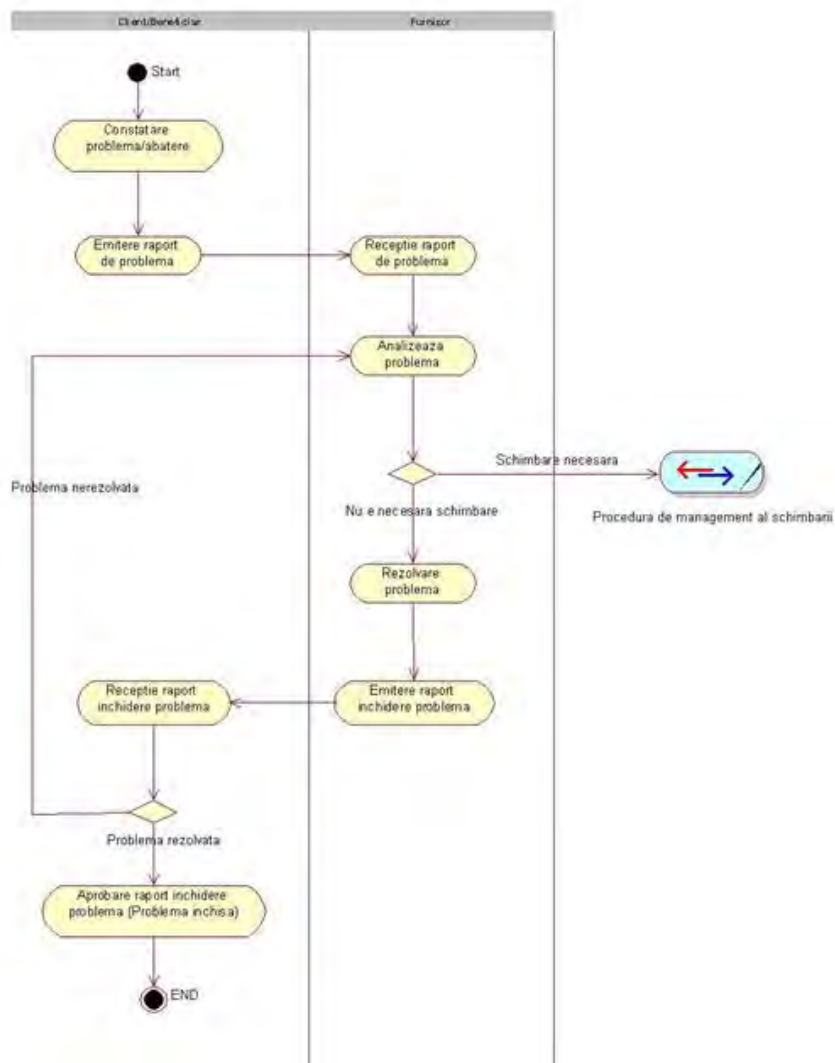 Client/Beneficiar
Furnizor
Start
Constatare
problema/abatere
Emitere raport
de problema
Receptie raport
de problema
Analizeaza
problema
Schimbare necesara
Problema nerezolvata
Nu e necesara schimbare
Procedura de management al schimbarii
Rezolvare
problema
Receptie raport
inchidere problema
Emitere raport
inchidere problema
Problema rezolvata
Aprobare raport inchidere
problema (Problema inchisa)
END